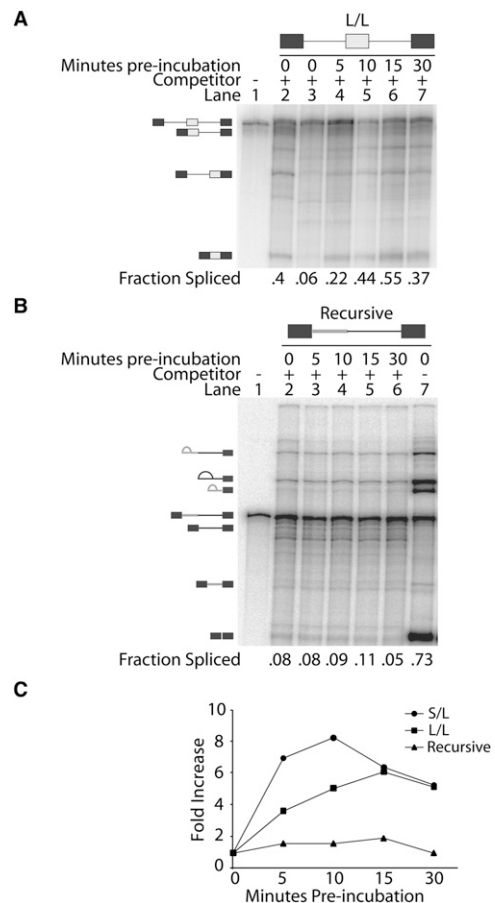 A
L/L
Minutes pre-incubation 0 0 5 10 15 30
Competitor - + + + + + +
Lane 1 2 3 4 5 6 7
Fraction Spliced .4 .06 .22 .44 .55 .37
B
Recursive
Minutes pre-incubation 0 5 10 15 30 0
Competitor - + + + + + -
Lane 1 2 3 4 5 6 7
Fraction Spliced .08 .08 .09 .11 .05 .73
C
10
8
6
4
2
0
Fold Increase
S/L
L/L
Recursive
0 5 10 15 30
Minutes Pre-incubation